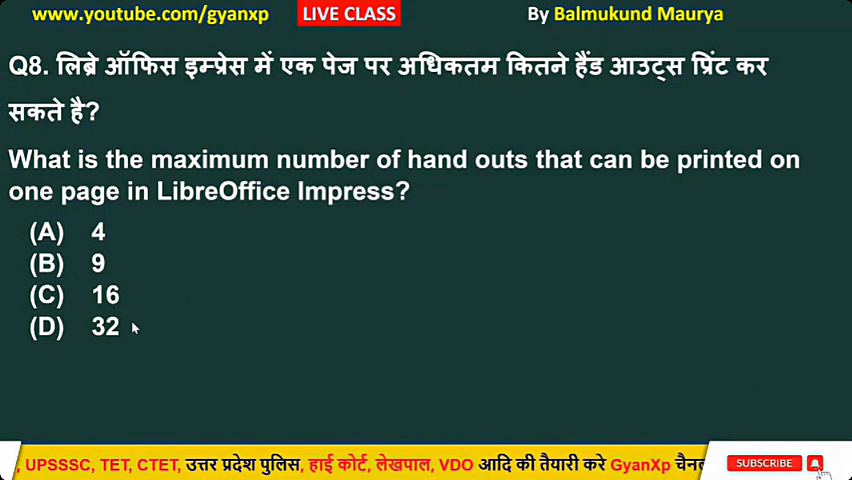 www.youtube.com/gyanxp LIVE CLASS By Balmukund Maurya
Q8. लिब्रे ऑफिस इम्प्रेस में एक पेज पर अधिकतम कितने हैंड आउट्स प्रिंट कर
सकते है?
What is the maximum number of hand outs that can be printed on
one page in LibreOffice Impress?
(A) 4
(B) 9
(C) 16
(D) 32
, UPSSSC, TET, CTET, उत्तर प्रदेश पुलिस, हाई कोर्ट, लेखपाल, VDO आदि की तैयारी करे GyanXp चैनल SUBSCRIBE